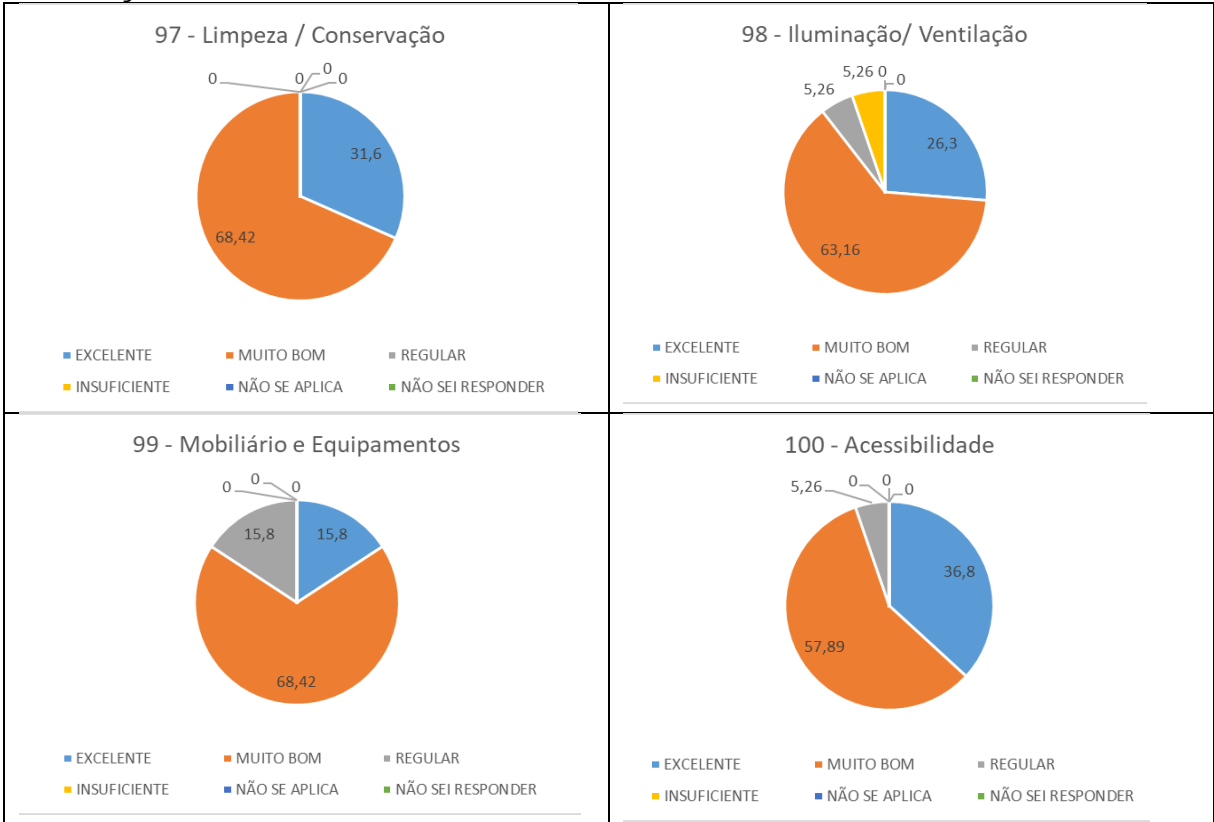 97 - Limpeza / Conservação
0 0 0 0
31,6
68,42
EXCELENTE MUITO BOM REGULAR
INSUFICIENTE NÃO SE APLICA NÃO SEI RESPONDER
98 - Iluminação/ Ventilação
5,26 5,26 0 0
26,3
63,16
EXCELENTE MUITO BOM REGULAR
INSUFICIENTE NÃO SE APLICA NÃO SEI RESPONDER
99 - Mobiliário e Equipamentos
0 0 0
15,8 15,8
68,42
EXCELENTE MUITO BOM REGULAR
INSUFICIENTE NÃO SE APLICA NÃO SEI RESPONDER
100 - Acessibilidade
5,26 0 0 0
36,8
57,89
EXCELENTE MUITO BOM REGULAR
INSUFICIENTE NÃO SE APLICA NÃO SEI RESPONDER